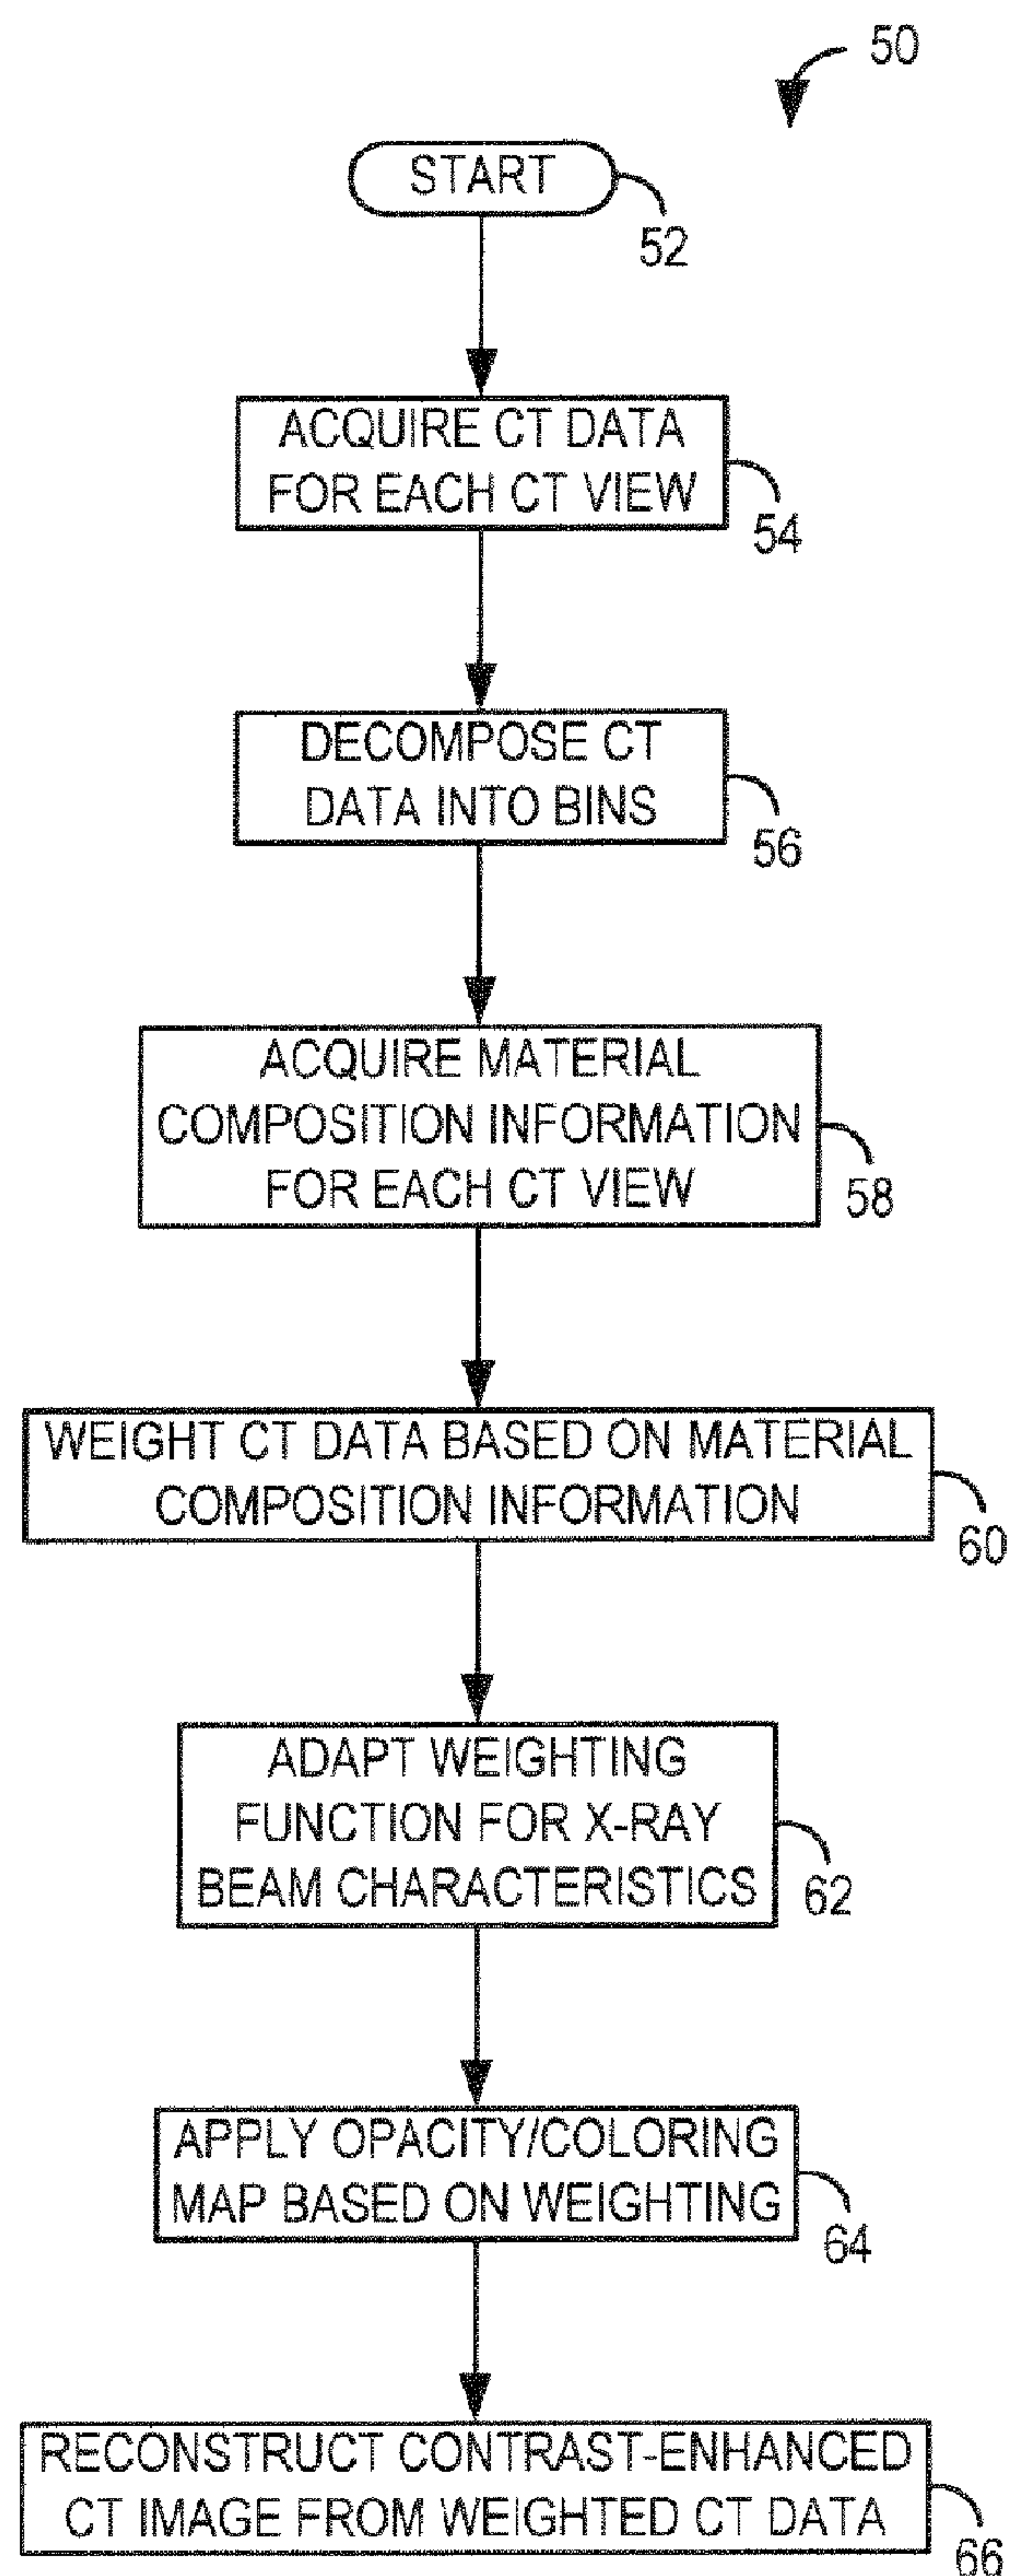 50
START
52
ACQUIRE CT DATA
FOR EACH CT VIEW
54
DECOMPOSE CT
DATA INTO BINS
56
ACQUIRE MATERIAL
COMPOSITION INFORMATION
FOR EACH CT VIEW
58
WEIGHT CT DATA BASED ON MATERIAL
COMPOSITION INFORMATION
60
ADAPT WEIGHTING
FUNCTION FOR X-RAY
BEAM CHARACTERISTICS
62
APPLY OPACITY/COLORING
MAP BASED ON WEIGHTING
64
RECONSTRUCT CONTRAST-ENHANCED
CT IMAGE FROM WEIGHTED CT DATA
66